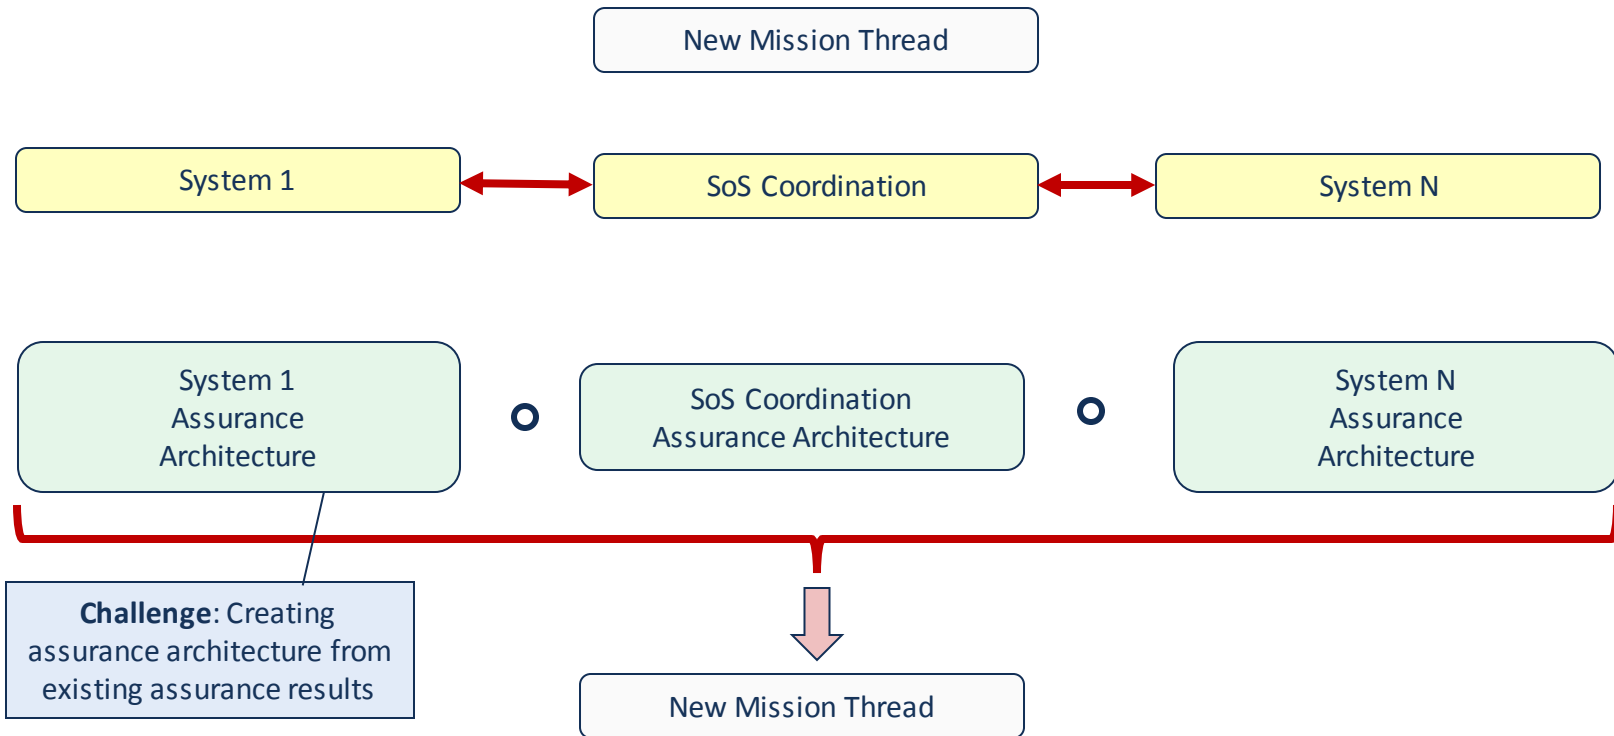 New Mission Thread
System 1
SoS Coordination
System N
System 1
Assurance
Architecture
SoS Coordination
Assurance Architecture
System N
Assurance
Architecture
Challenge: Creating
assurance architecture from
existing assurance results
New Mission Thread